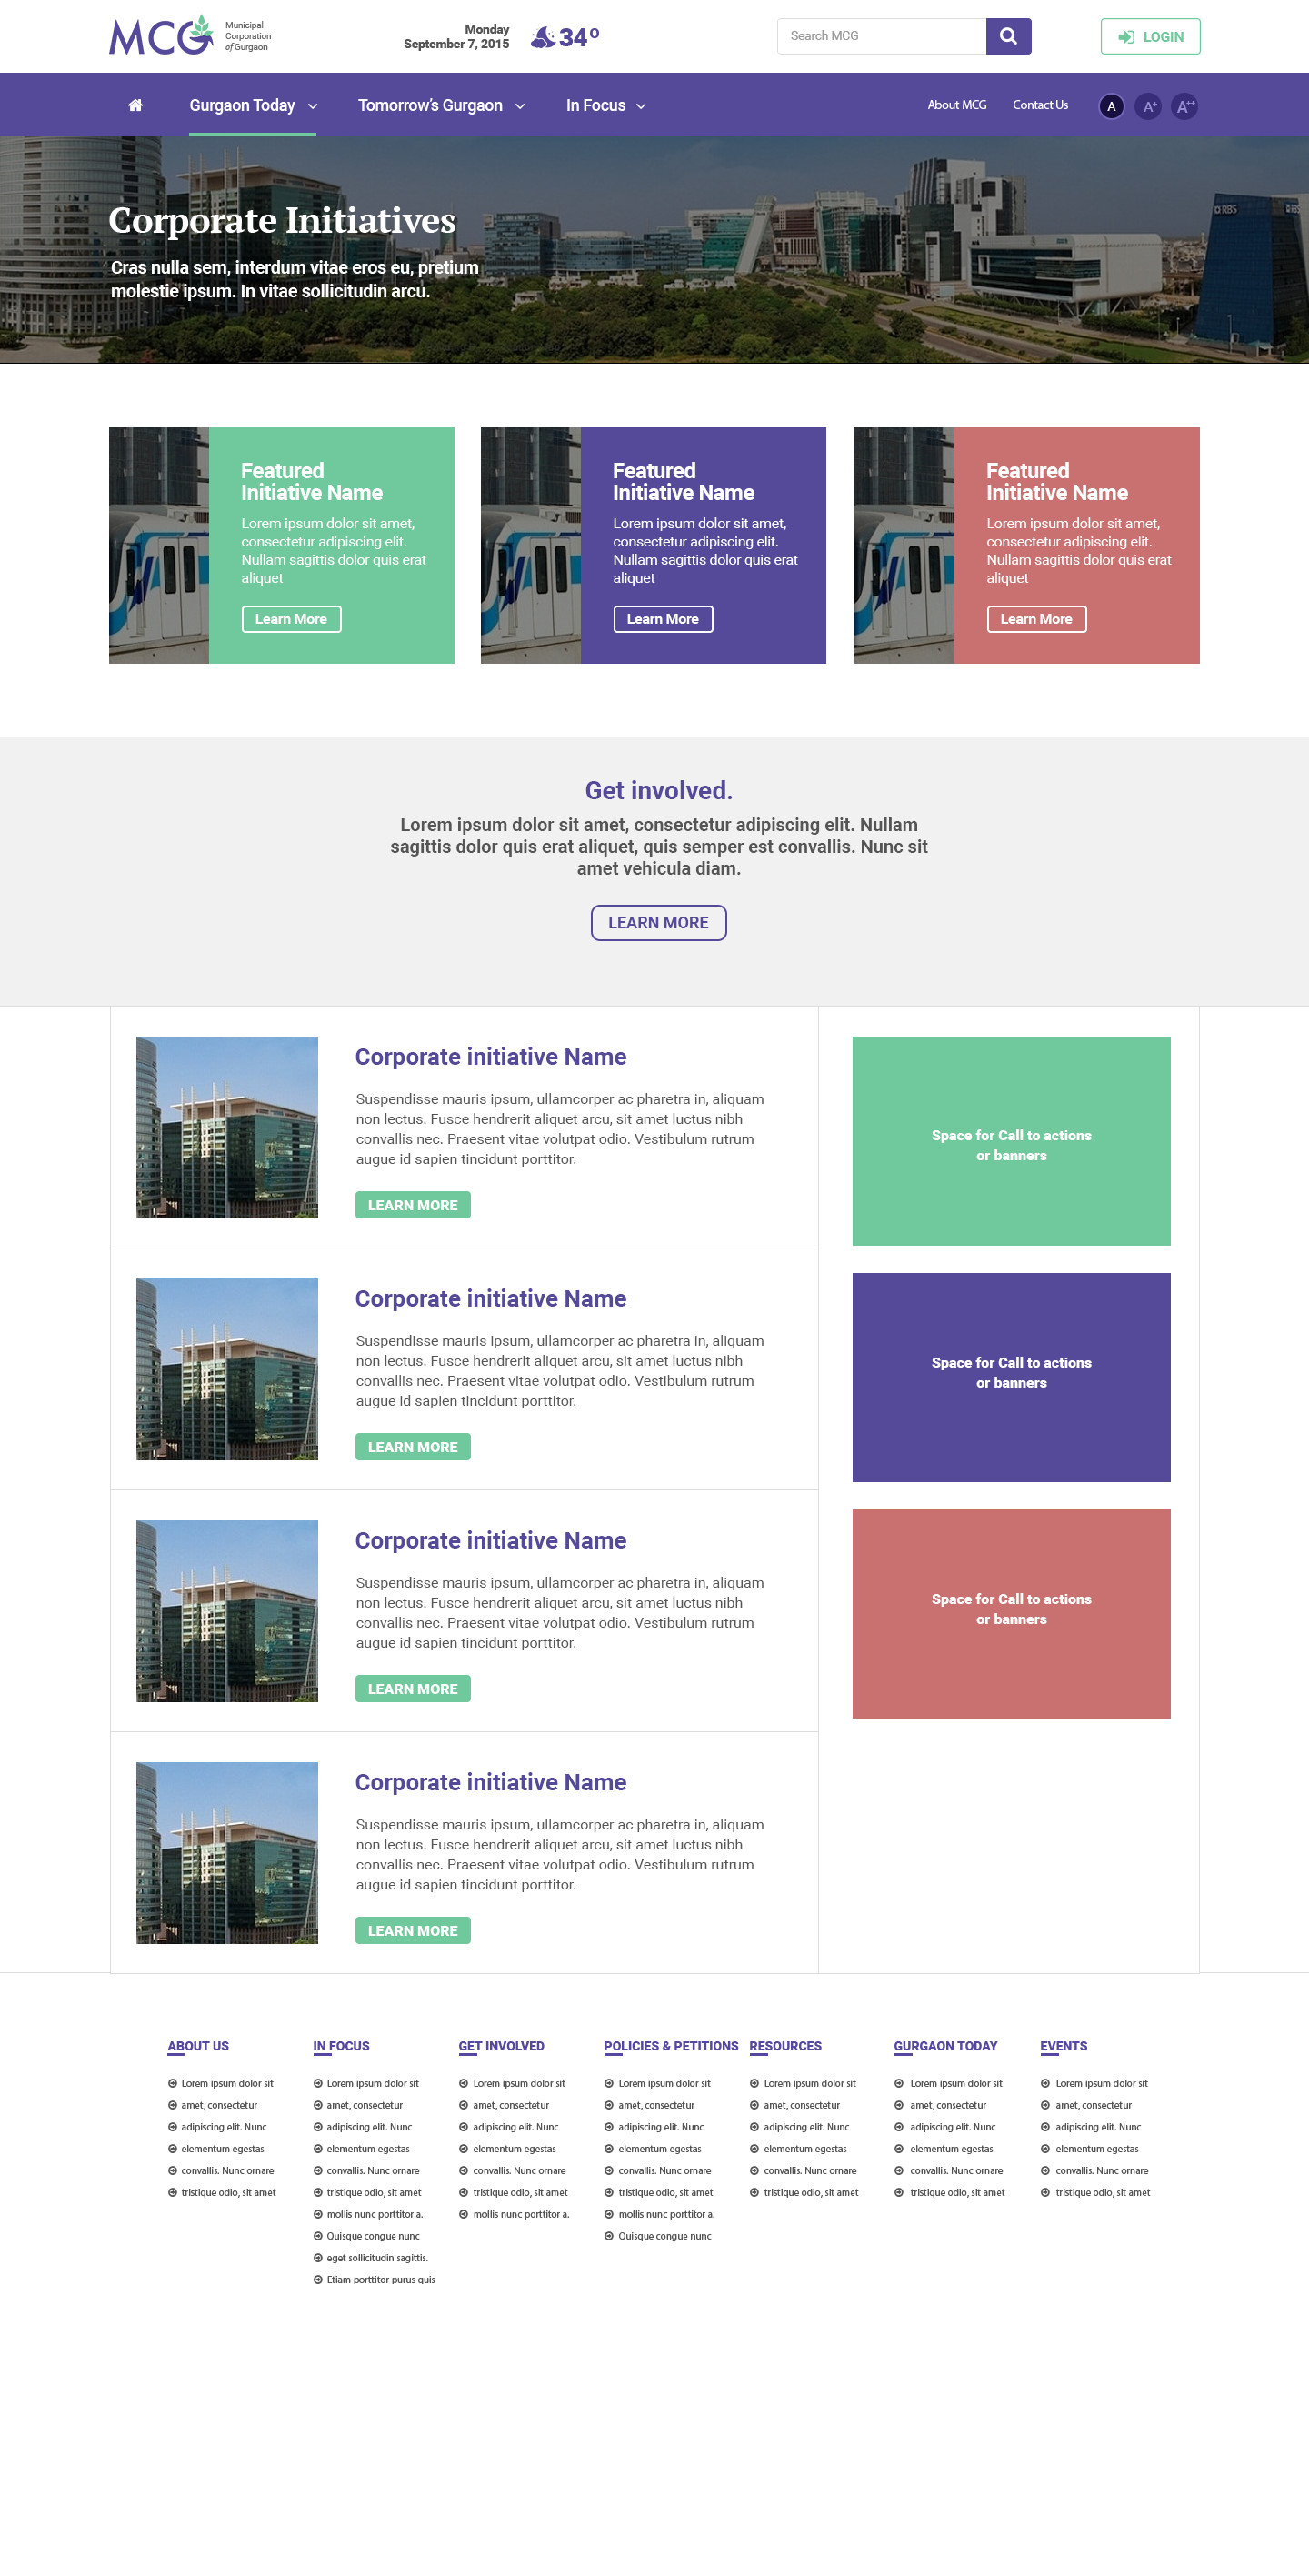 MCG
Municipal
Corporation
of Gurgaon
Monday
September 7, 2015
34°
Search MCG
LOGIN
Gurgaon Today
Tomorrow's Gurgaon
In Focus
About MCG
Contact Us
A
A+
A++
Corporate Initiatives
Cras nulla sem, interdum vitae eros eu, pretium
molestie ipsum. In vitae sollicitudin arcu.
RBS
Featured
Initiative Name
Lorem ipsum dolor sit amet,
consectetur adipiscing elit.
Nullam sagittis dolor quis erat
aliquet
Learn More
Featured
Initiative Name
Lorem ipsum dolor sit amet,
consectetur adipiscing elit.
Nullam sagittis dolor quis erat
aliquet
Learn More
Featured
Initiative Name
Lorem ipsum dolor sit amet,
consectetur adipiscing elit.
Nullam sagittis dolor quis erat
aliquet
Learn More
Get involved.
Lorem ipsum dolor sit amet, consectetur adipiscing elit. Nullam
sagittis dolor quis erat aliquet, quis semper est convallis. Nunc sit
amet vehicula diam.
LEARN MORE
Corporate initiative Name
Suspendisse mauris ipsum, ullamcorper ac pharetra in, aliquam
non lectus. Fusce hendrerit aliquet arcu, sit amet luctus nibh
convallis nec. Praesent vitae volutpat odio. Vestibulum rutrum
augue id sapien tincidunt porttitor.
LEARN MORE
Corporate initiative Name
Suspendisse mauris ipsum, ullamcorper ac pharetra in, aliquam
non lectus. Fusce hendrerit aliquet arcu, sit amet luctus nibh
convallis nec. Praesent vitae volutpat odio. Vestibulum rutrum
augue id sapien tincidunt porttitor.
LEARN MORE
Corporate initiative Name
Suspendisse mauris ipsum, ullamcorper ac pharetra in, aliquam
non lectus. Fusce hendrerit aliquet arcu, sit amet luctus nibh
convallis nec. Praesent vitae volutpat odio. Vestibulum rutrum
augue id sapien tincidunt porttitor.
LEARN MORE
Corporate initiative Name
Suspendisse mauris ipsum, ullamcorper ac pharetra in, aliquam
non lectus. Fusce hendrerit aliquet arcu, sit amet luctus nibh
convallis nec. Praesent vitae volutpat odio. Vestibulum rutrum
augue id sapien tincidunt porttitor.
LEARN MORE
Space for Call to actions
or banners
Space for Call to actions
or banners
Space for Call to actions
or banners
ABOUT US
Lorem ipsum dolor sit
amet, consectetur
adipiscing elit. Nunc
elementum egestas
convallis. Nunc ornare
tristique odio, sit amet
IN FOCUS
Lorem ipsum dolor sit
amet, consectetur
adipiscing elit. Nunc
elementum egestas
convallis. Nunc ornare
tristique odio, sit amet
mollis nunc porttitor a.
Quisque congue nunc
eget sollicitudin sagittis.
Etiam porttitor purus quis
GET INVOLVED
Lorem ipsum dolor sit
amet, consectetur
adipiscing elit. Nunc
elementum egestas
convallis. Nunc ornare
tristique odio, sit amet
mollis nunc porttitor a.
POLICIES & PETITIONS
Lorem ipsum dolor sit
amet, consectetur
adipiscing elit. Nunc
elementum egestas
convallis. Nunc ornare
tristique odio, sit amet
mollis nunc porttitor a.
Quisque congue nunc
RESOURCES
Lorem ipsum dolor sit
amet, consectetur
adipiscing elit. Nunc
elementum egestas
convallis. Nunc ornare
tristique odio, sit amet
GURGAON TODAY
Lorem ipsum dolor sit
amet, consectetur
adipiscing elit. Nunc
elementum egestas
convallis. Nunc ornare
tristique odio, sit amet
EVENTS
Lorem ipsum dolor sit
amet, consectetur
adipiscing elit. Nunc
elementum egestas
convallis. Nunc ornare
tristique odio, sit amet